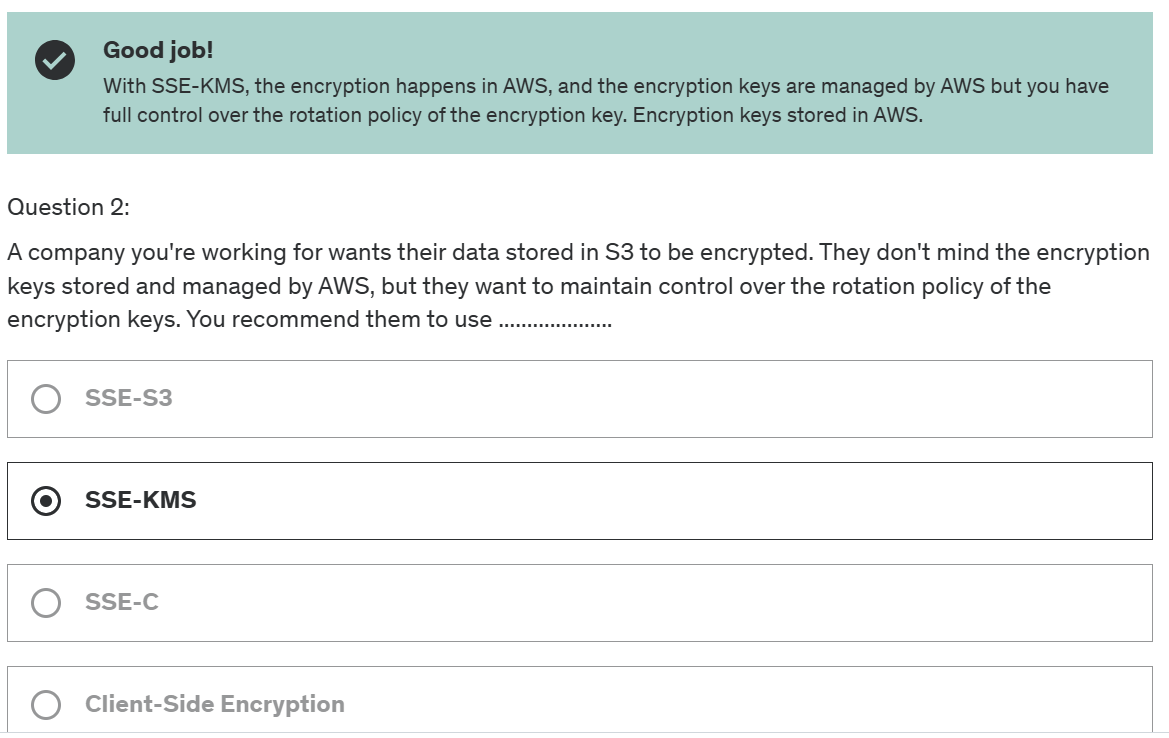 Good job!
With SSE-KMS, the encryption happens in AWS, and the encryption keys are managed by AWS but you have
full control over the rotation policy of the encryption key. Encryption keys stored in AWS.
Question 2:
A company you're working for wants their data stored in S3 to be encrypted. They don't mind the encryption
keys stored and managed by AWS, but they want to maintain control over the rotation policy of the
encryption keys. You recommend them to use ....................
SSE-S3
SSE-KMS
SSE-C
Client-Side Encryption